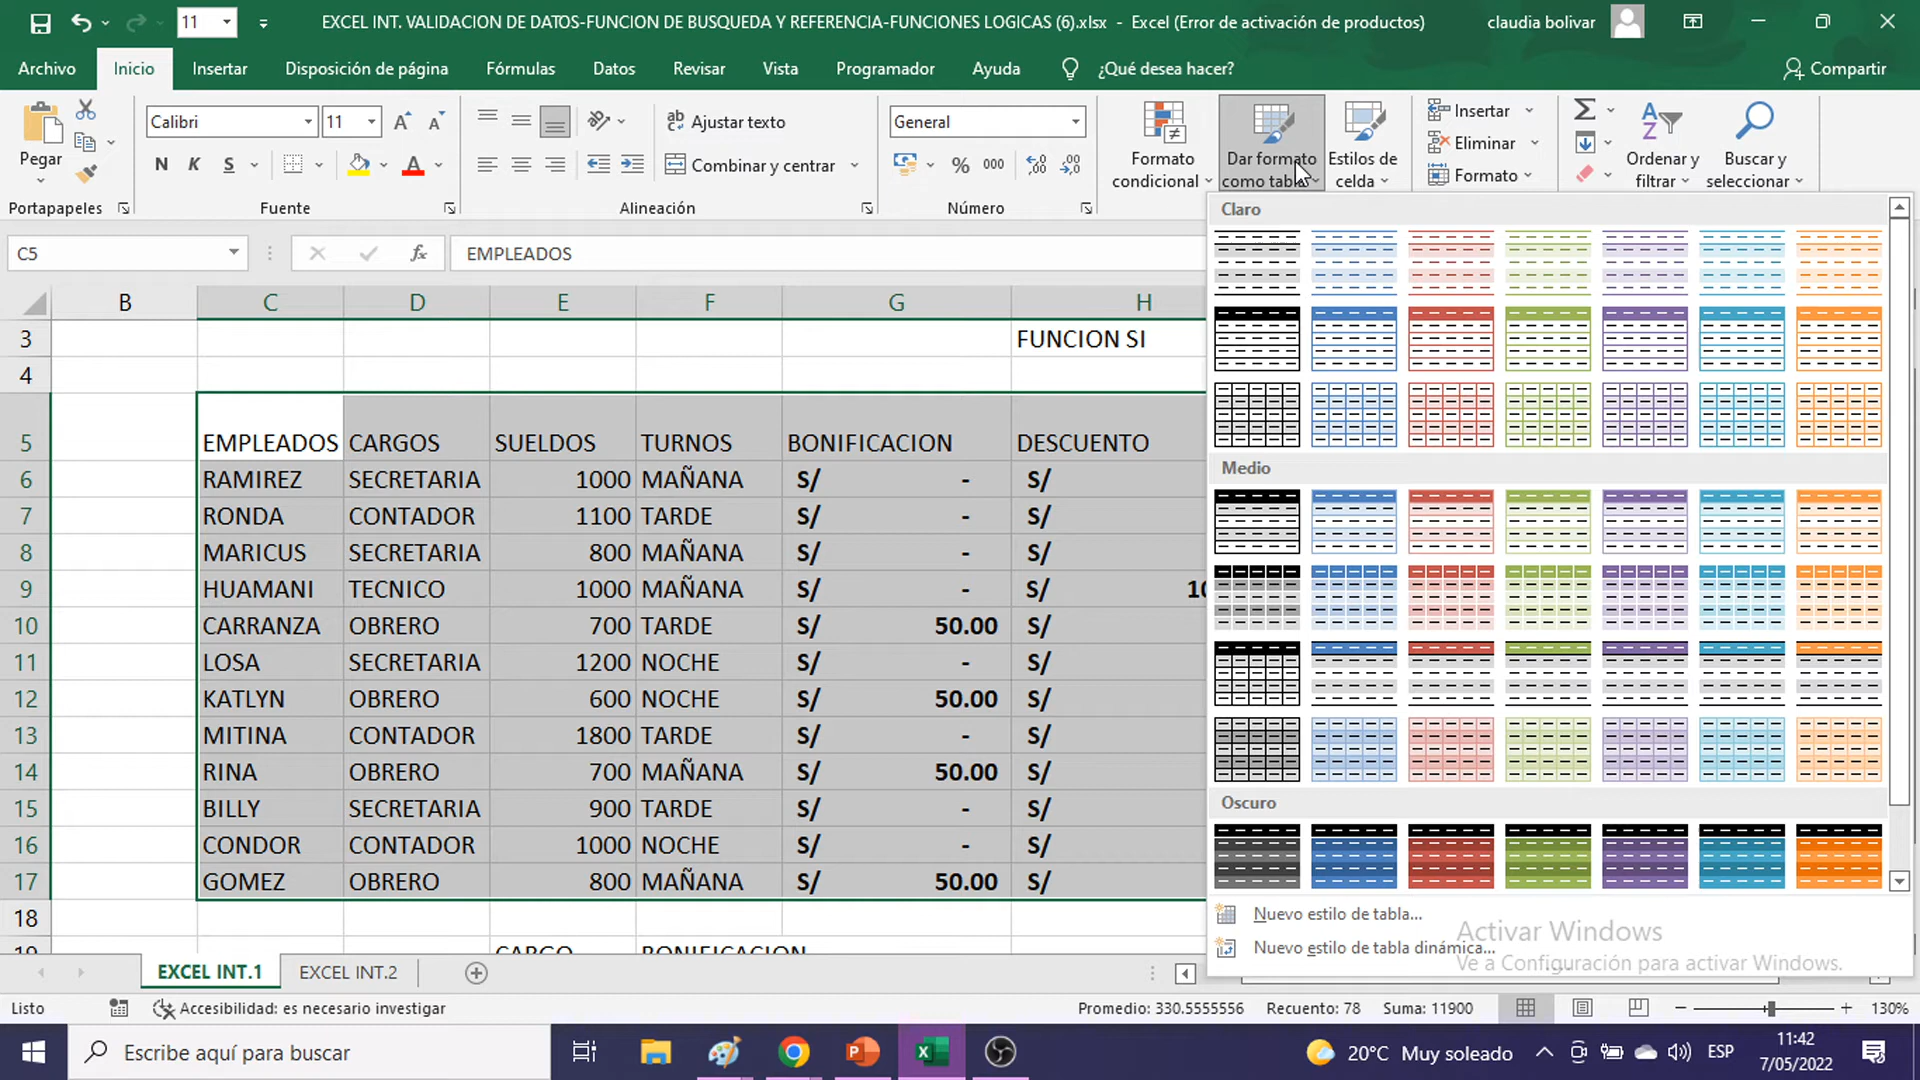 11
EXCEL INT. VALIDACION DE DATOS-FUNCION DE BUSQUEDA Y REFERENCIA-FUNCIONES LOGICAS (6).xlsx - Excel (Error de activación de productos)
claudia bolivar
Archivo Inicio Insertar Disposición de página Fórmulas Datos Revisar Vista Programador Ayuda ¿Qué desea hacer? Compartir
Pegar
Portapapeles
Calibri 11
N K S
Fuente
Ajustar texto
Combinar y centrar
Alineación
General
% 000
Número
Formato condicional
Dar formato como tabla
Estilos de celda
Insertar
Eliminar
Formato
Ordenar y filtrar
Buscar y seleccionar
C5 fx EMPLEADOS
B C D E F G H
3 FUNCION SI
4
5 EMPLEADOS CARGOS SUELDOS TURNOS BONIFICACION DESCUENTO
6 RAMIREZ SECRETARIA 1000 MAÑANA S/ - S/
7 RONDA CONTADOR 1100 TARDE S/ - S/
8 MARICUS SECRETARIA 800 MAÑANA S/ - S/
9 HUAMANI TECNICO 1000 MAÑANA S/ - S/ 10
10 CARRANZA OBRERO 700 TARDE S/ 50.00 S/
11 LOSA SECRETARIA 1200 NOCHE S/ - S/
12 KATLYN OBRERO 600 NOCHE S/ 50.00 S/
13 MITINA CONTADOR 1800 TARDE S/ - S/
14 RINA OBRERO 700 MAÑANA S/ 50.00 S/
15 BILLY SECRETARIA 900 TARDE S/ - S/
16 CONDOR CONTADOR 1000 NOCHE S/ - S/
17 GOMEZ OBRERO 800 MAÑANA S/ 50.00 S/
18
19 CARGO BONIFICACION
Claro
Medio
Oscuro
Nuevo estilo de tabla...
Nuevo estilo de tabla dinámica...
Activar Windows
Ve a Configuración para activar Windows.
EXCEL INT.1 EXCEL INT.2
Listo Accesibilidad: es necesario investigar Promedio: 330.5555556 Recuento: 78 Suma: 11900 130%
Escribe aquí para buscar
20°C Muy soleado ESP
11:42
7/05/2022